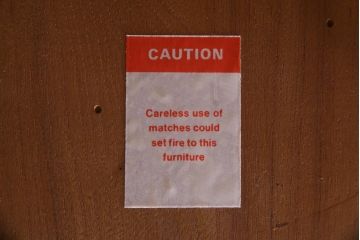 CAUTION
Careless use of
matches could
set fire to this
furniture